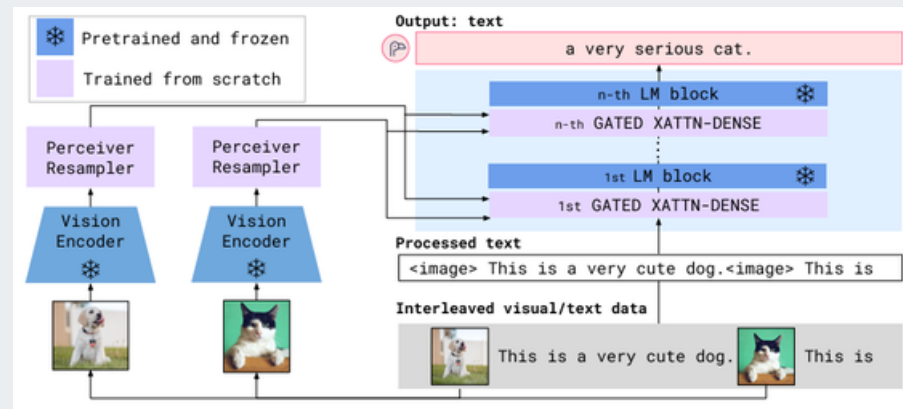 Output: text
Pretrained and frozen
Trained from scratch
a very serious cat.
n-th LM block
n-th GATED XATTN-DENSE
1st LM block
1st GATED XATTN-DENSE
Perceiver
Resampler
Perceiver
Resampler
Vision
Encoder
Vision
Encoder
Processed text
<image> This is a very cute dog.<image> This is
Interleaved visual/text data
This is a very cute dog.
This is